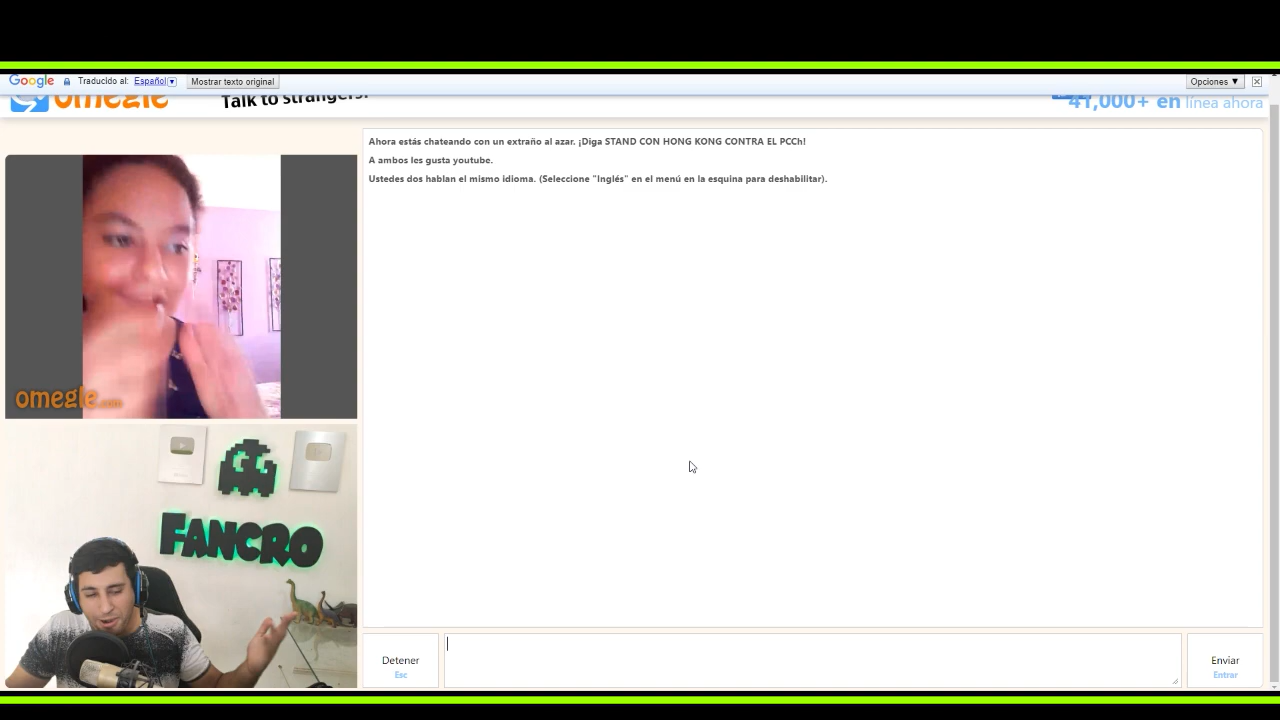 Google Traducido al: Español Mostrar texto original Opciones ▼
omegle Talk to strangers! 41,000+ en línea ahora
Ahora estás chateando con un extraño al azar. ¡Diga STAND CON HONG KONG CONTRA EL PCCh!
A ambos les gusta youtube.
Ustedes dos hablan el mismo idioma. (Seleccione "Inglés" en el menú en la esquina para deshabilitar).
omegle.com
FANCRO
Detener
Esc
Enviar
Entrar